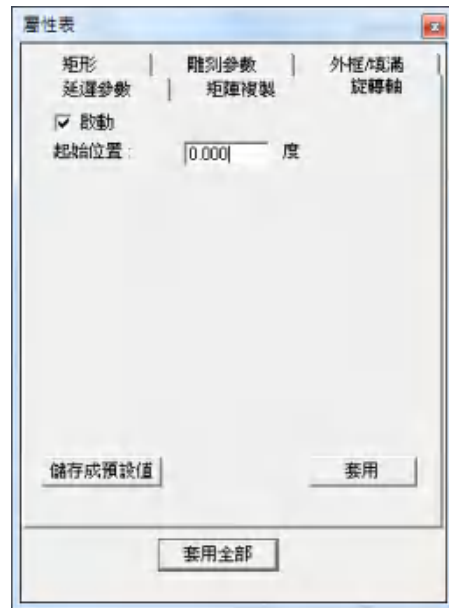 屬性表
矩形 雕刻參數 外框/填滿
延遲參數 矩陣複製 旋轉軸
啟動
起始位置: 0.000 度
儲存成預設值 套用
套用全部